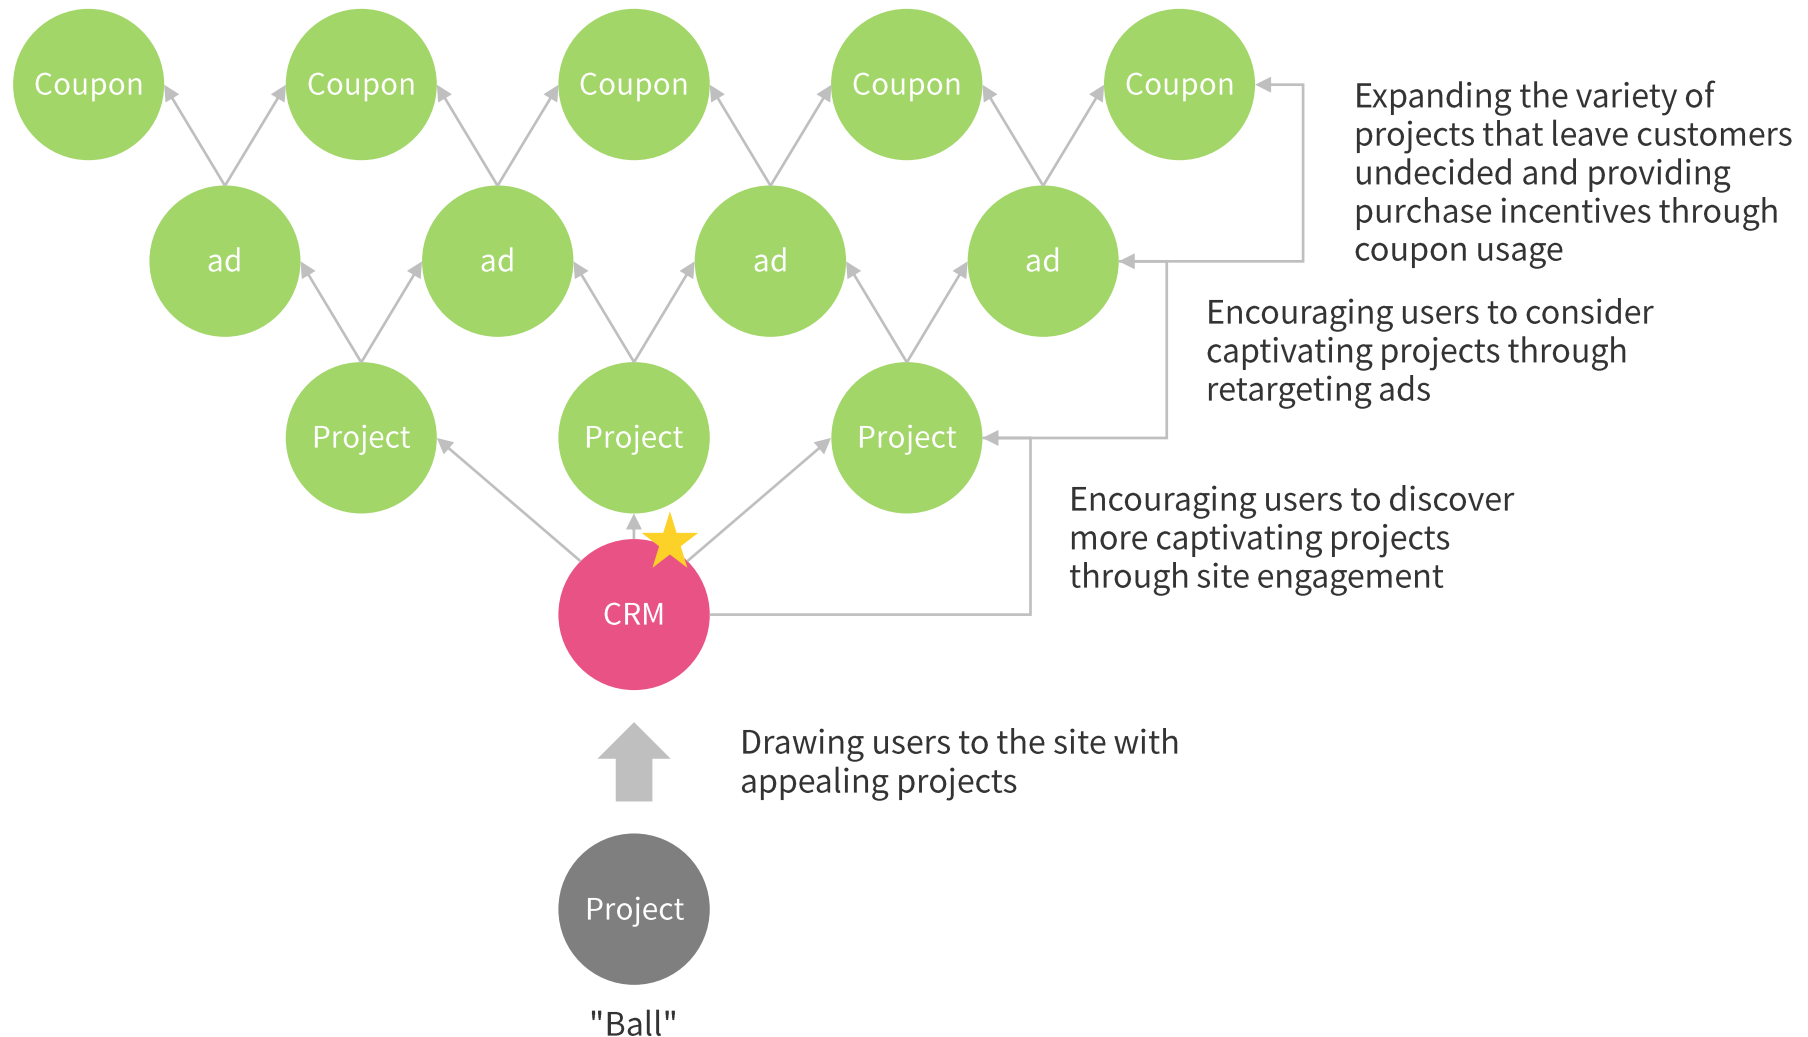 Coupon
Coupon
Coupon
Coupon
Coupon
Expanding the variety of
projects that leave customers
undecided and providing
purchase incentives through
coupon usage
ad
ad
ad
ad
Encouraging users to consider
captivating projects through
retargeting ads
Project
Project
Project
Encouraging users to discover
more captivating projects
through site engagement
CRM
Drawing users to the site with
appealing projects
Project
"Ball"